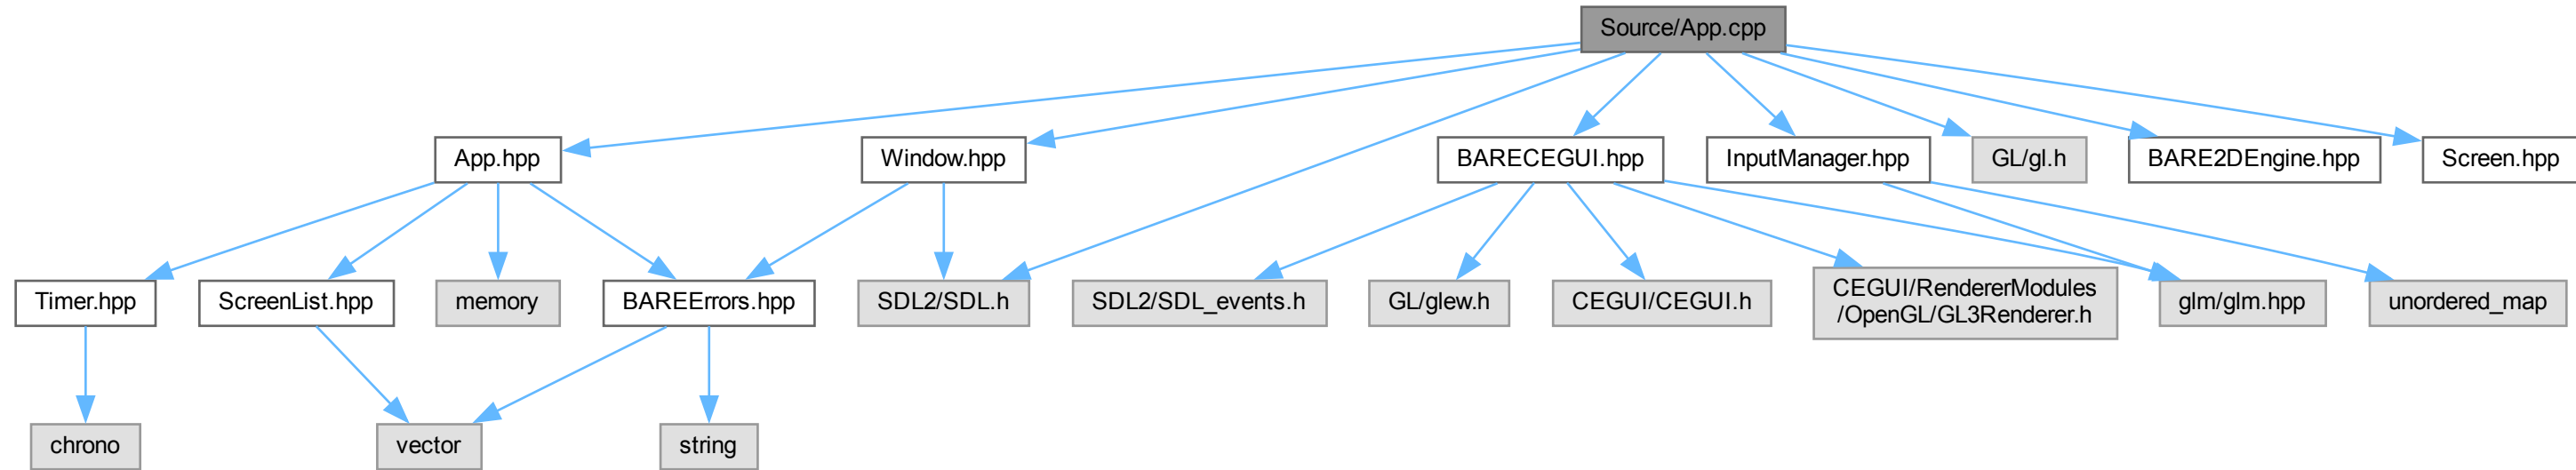 Source/App.cpp
App.hpp
Window.hpp
BARECEGUI.hpp
InputManager.hpp
GL/gl.h
BARE2DEngine.hpp
Screen.hpp
Timer.hpp
ScreenList.hpp
memory
BAREErrors.hpp
SDL2/SDL.h
SDL2/SDL_events.h
GL/glew.h
CEGUI/CEGUI.h
CEGUI/RendererModules
/OpenGL/GL3Renderer.h
glm/glm.hpp
unordered_map
chrono
vector
string